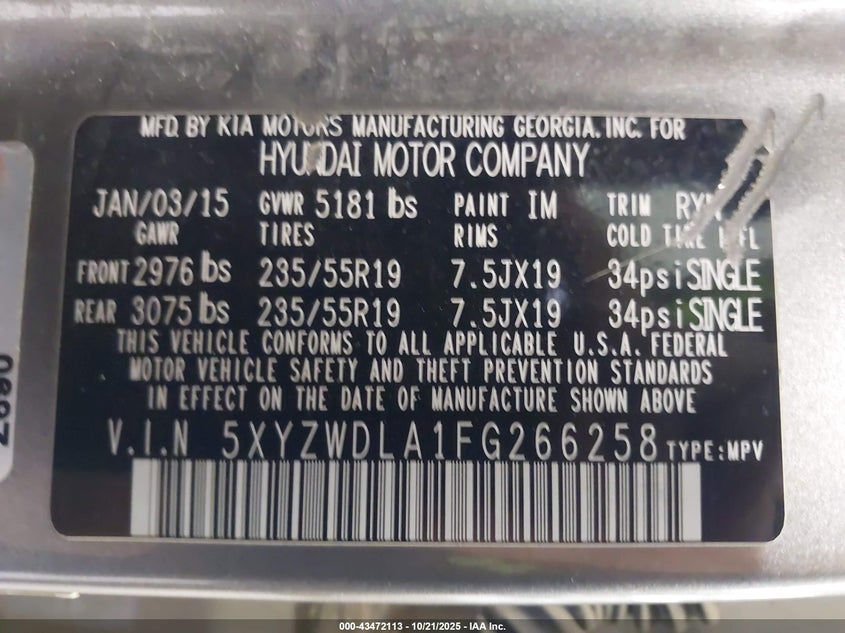 MFD. BY KIA MOTORS MANUFACTURING GEORGIA. INC. FOR
HYUNDAI MOTOR COMPANY
JAN/03/15 GVWR 5181 lbs PAINT IM TRIM
GAWR TIRES RIMS COLD TIRE INFL
FRONT 2976 lbs 235/55R19 7.5JX19 34psi SINGLE
REAR 3075 lbs 235/55R19 7.5JX19 34psi SINGLE
THIS VEHICLE CONFORMS TO ALL APPLICABLE U.S.A. FEDERAL
MOTOR VEHICLE SAFETY AND THEFT PREVENTION STANDARDS
IN EFFECT ON THE DATE OF MANUFACTURE SHOWN ABOVE
V.I.N 5XYZWDLA1FG266258 TYPE:MPV
000-43472113 - 10/21/2025 - IAA Inc.